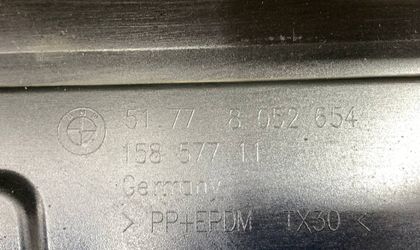 51.77 8 052 654
158 577 11
Germany
> PP+EPDM TX30 <